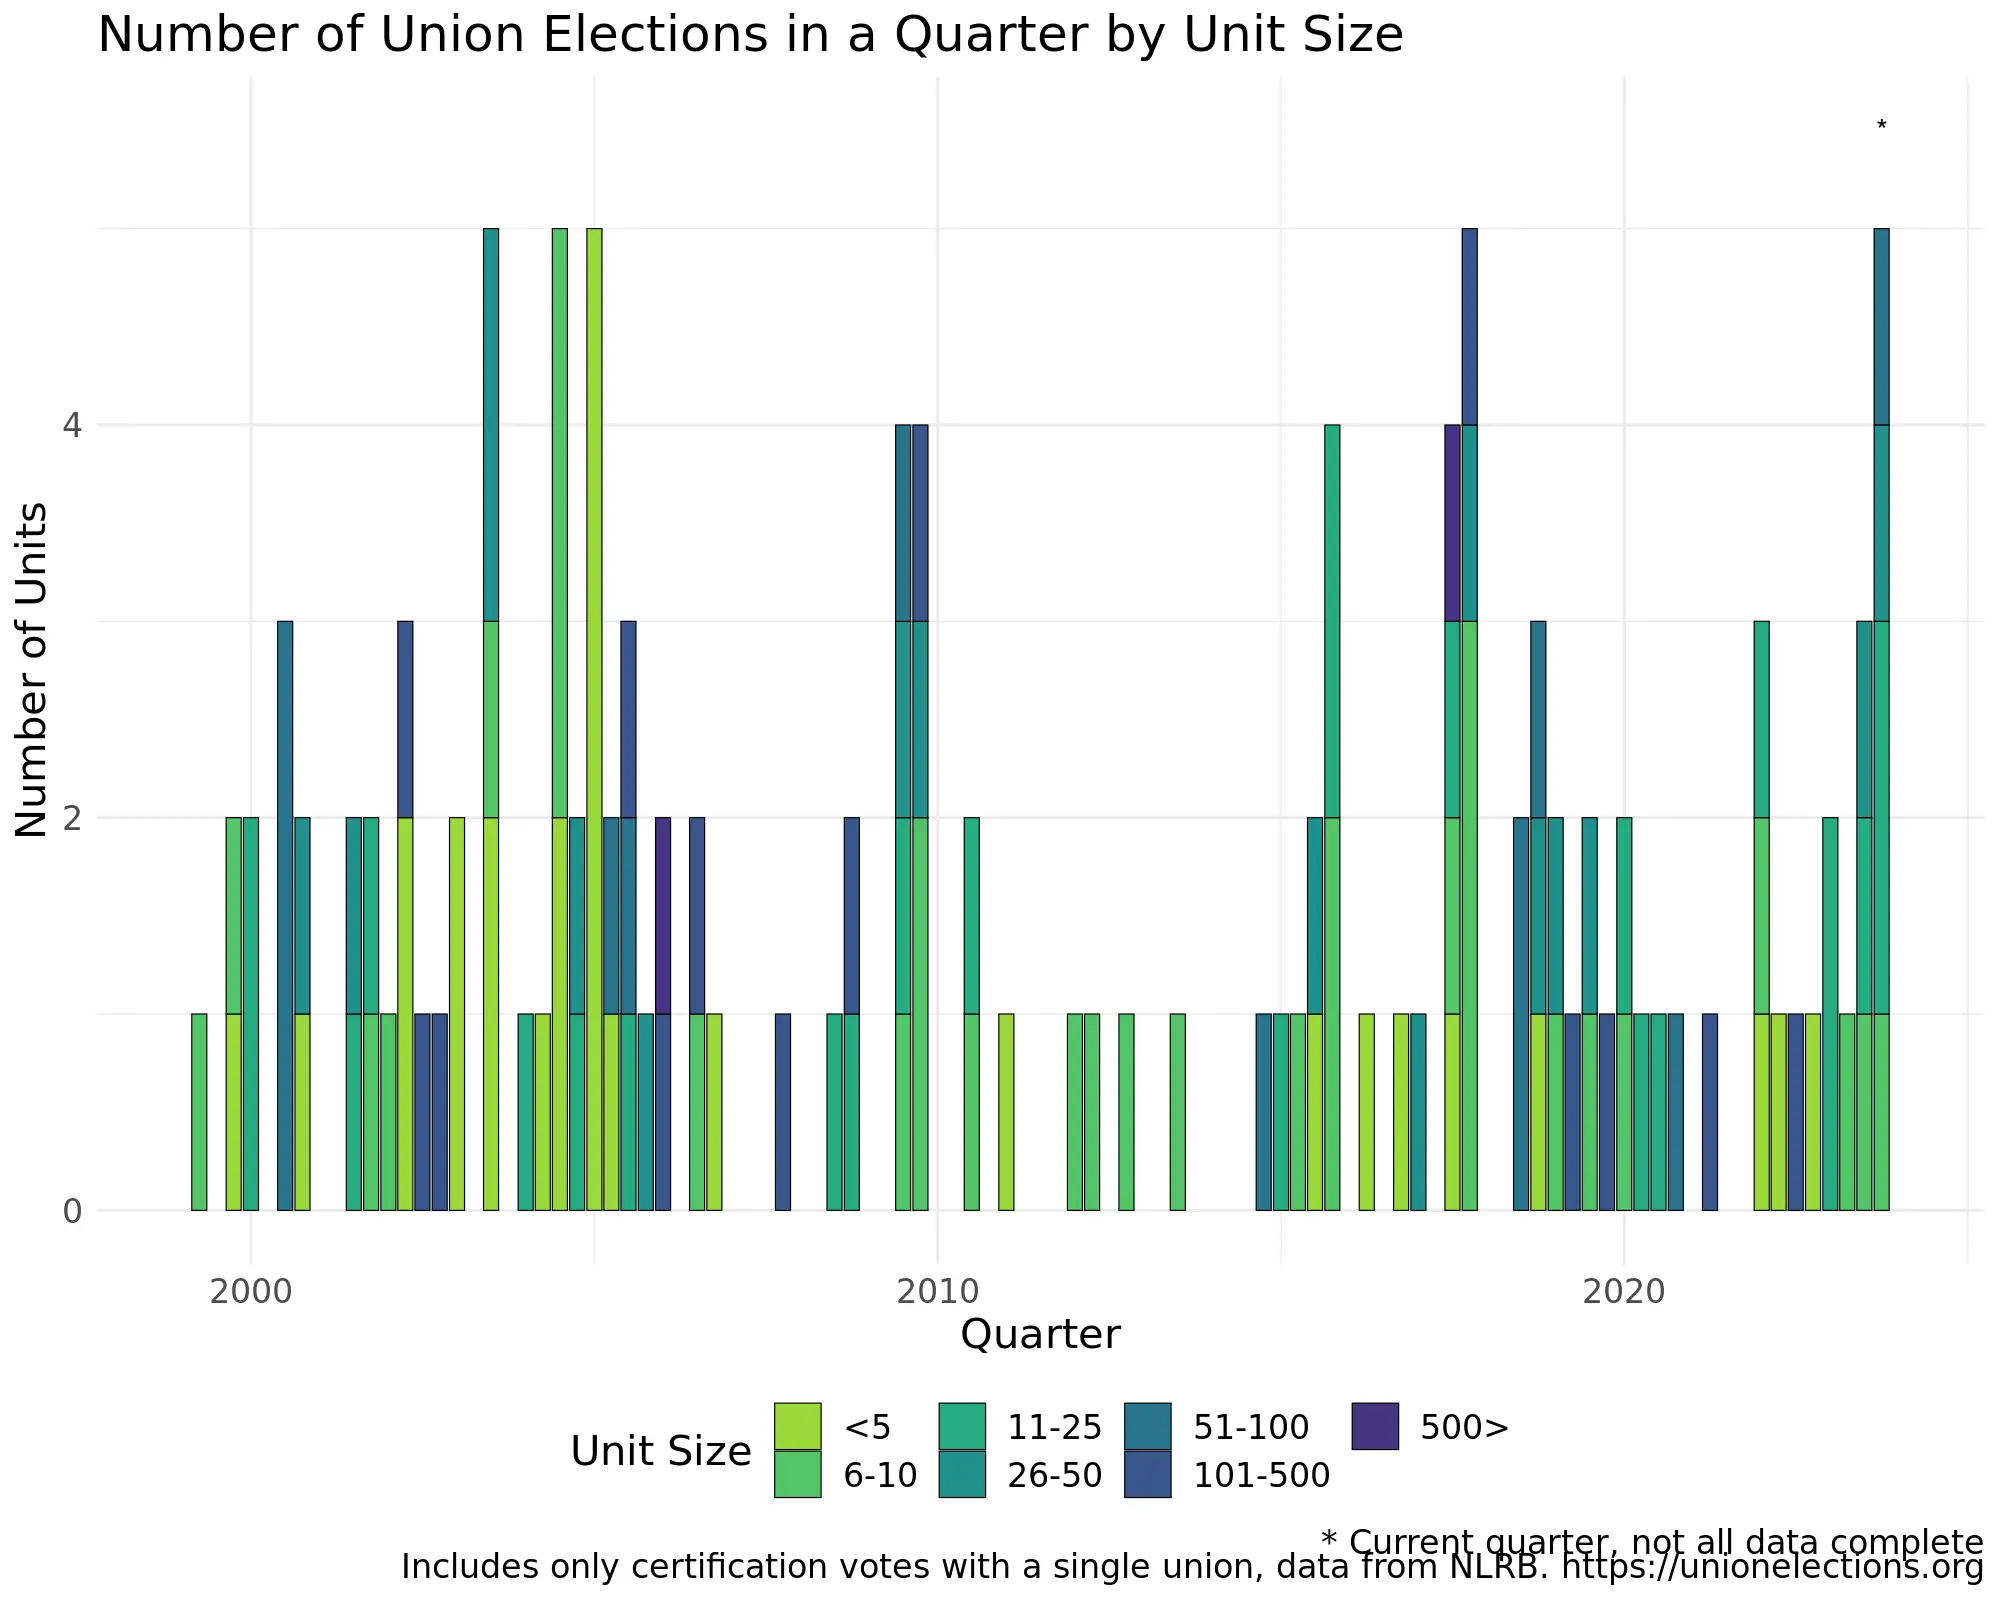 Number of Union Elections in a Quarter by Unit Size
*
Number of Units
4
2
0
2000 2010 2020
Quarter
Unit Size
<5 11-25 51-100 500>
6-10 26-50 101-500
* Current quarter, not all data complete
Includes only certification votes with a single union, data from NLRB. https://unionelections.org